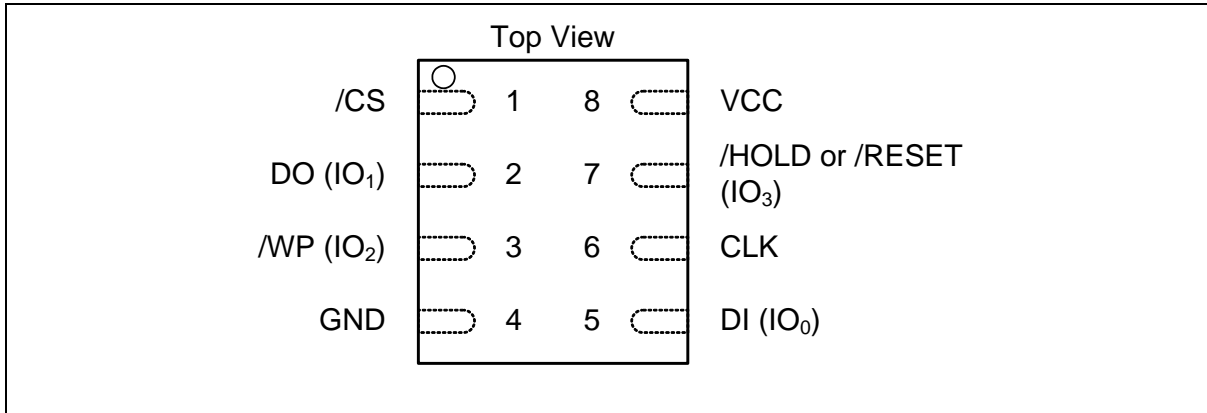 Top View
/CS 1 8 VCC
DO (IO₁) 2 7 /HOLD or /RESET
(IO₃)
/WP (IO₂) 3 6 CLK
GND 4 5 DI (IO₀)